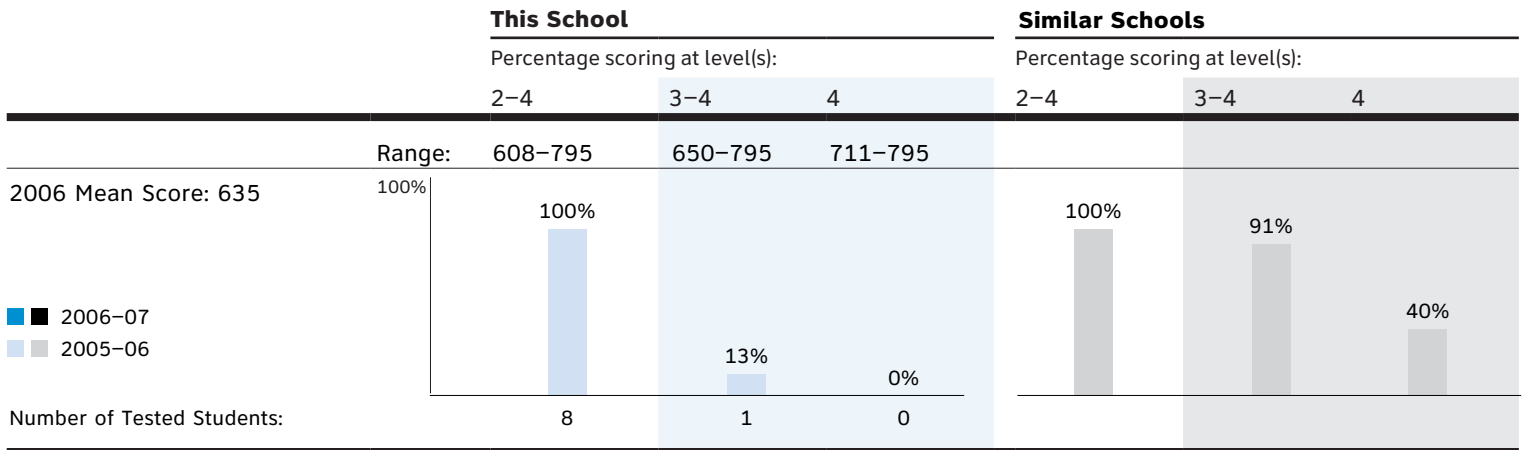 This School Similar Schools
Percentage scoring at level(s): Percentage scoring at level(s):
2–4 3–4 4 2–4 3–4 4
Range: 608–795 650–795 711–795
2006 Mean Score: 635
100%
100% 100%
91%
2006–07
40%
2005–06
13%
0%
Number of Tested Students: 8 1 0